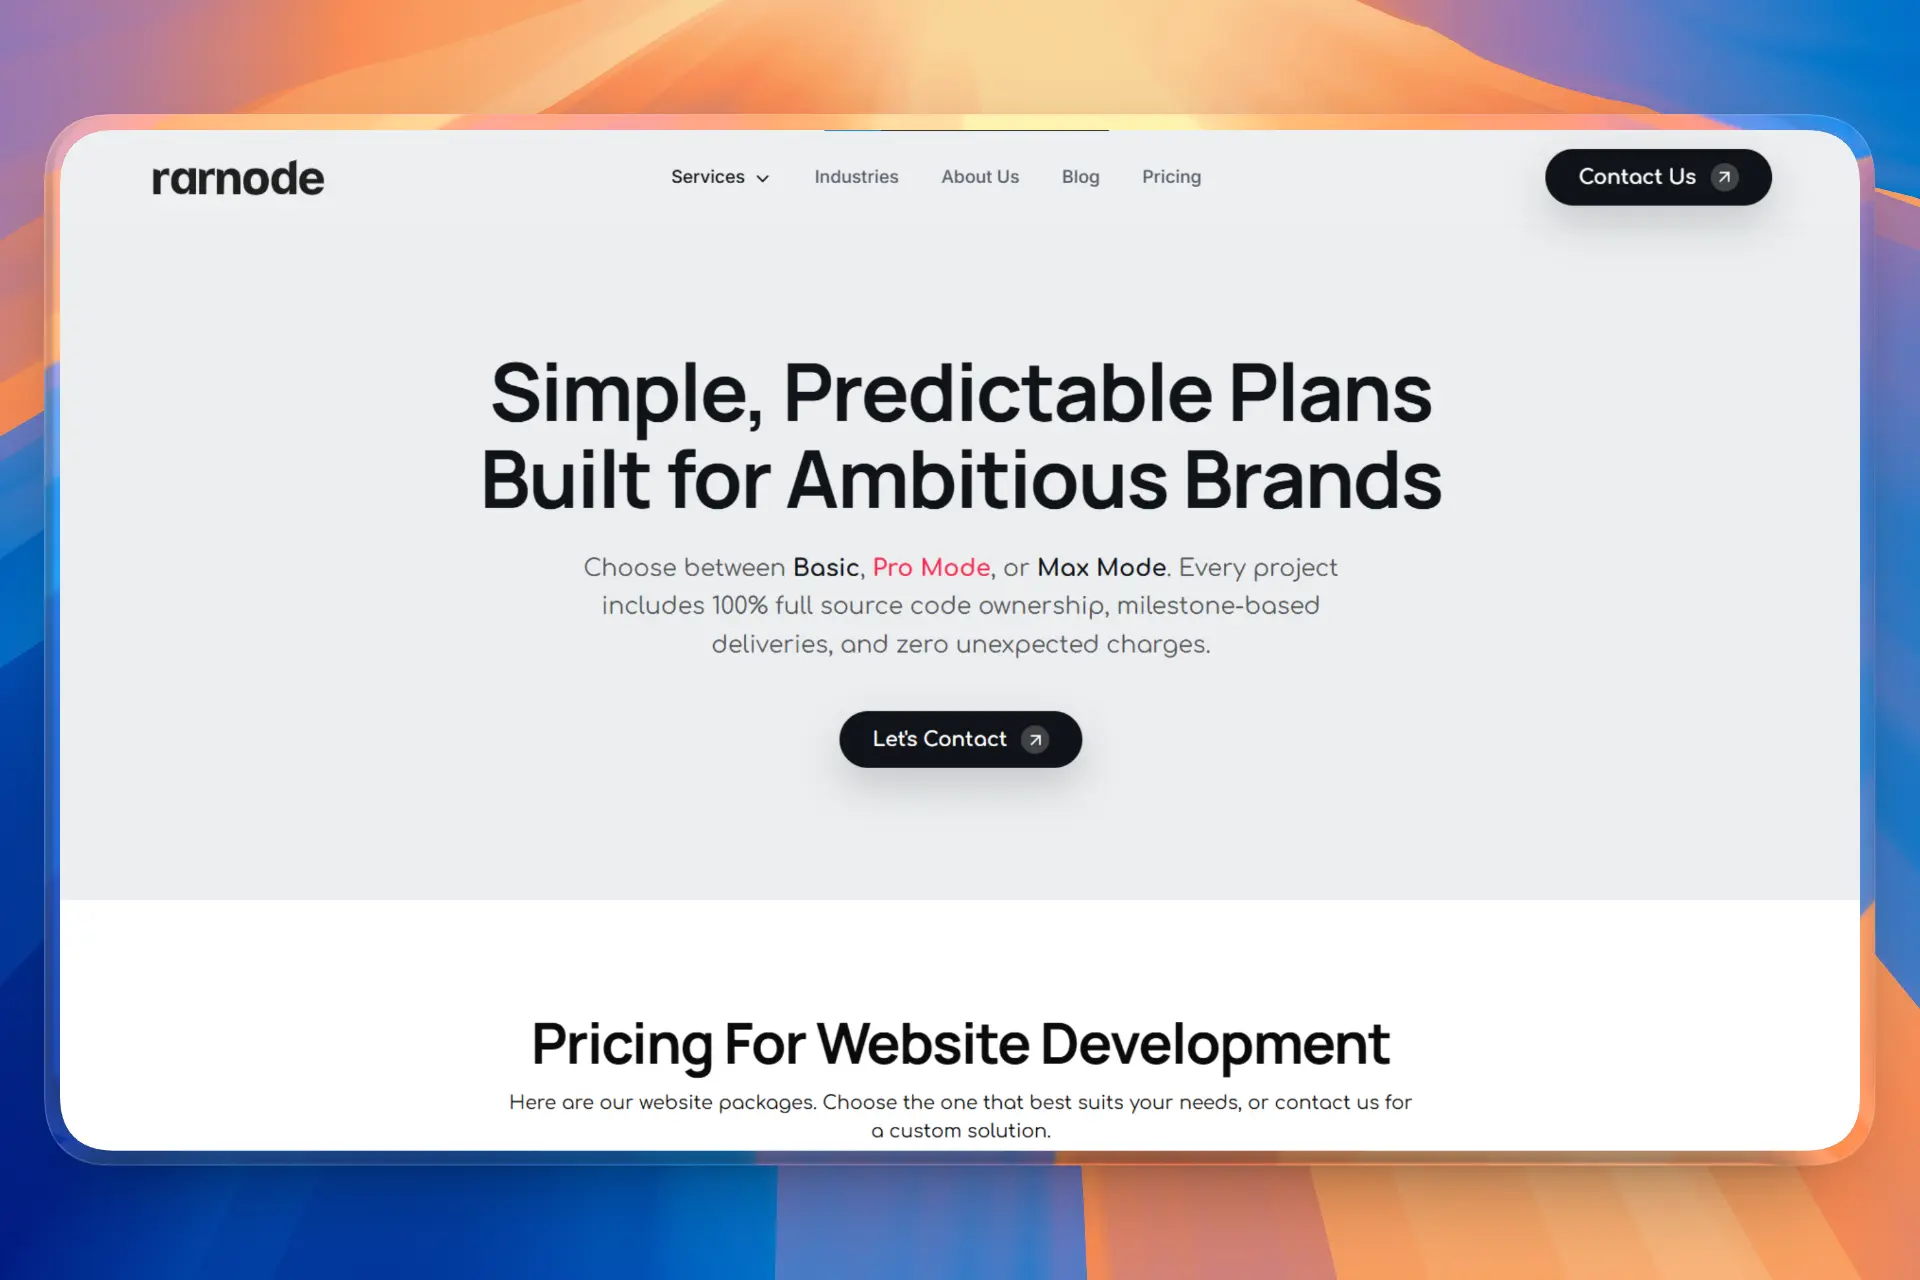 rarnode
Services
Industries
About Us
Blog
Pricing
Contact Us
Simple, Predictable Plans
Built for Ambitious Brands
Choose between Basic, Pro Mode, or Max Mode. Every project
includes 100% full source code ownership, milestone-based
deliveries, and zero unexpected charges.
Let's Contact
Pricing For Website Development
Here are our website packages. Choose the one that best suits your needs, or contact us for
a custom solution.